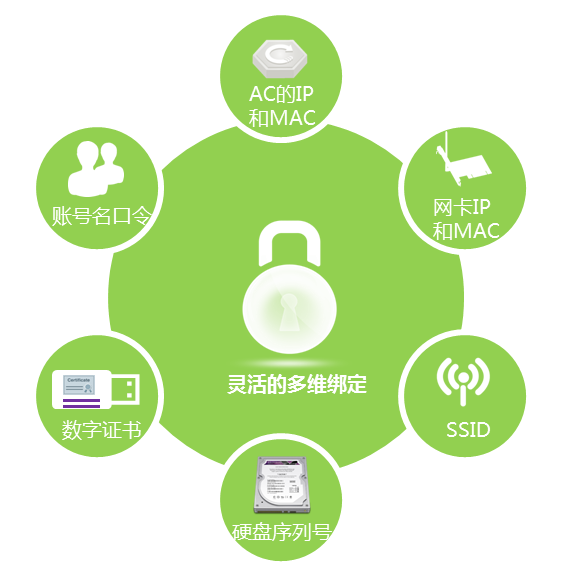 AC的IP
和MAC
账号名口令
网卡IP
和MAC
灵活的多维绑定
Certificate
数字证书
SSID
硬盘序列号